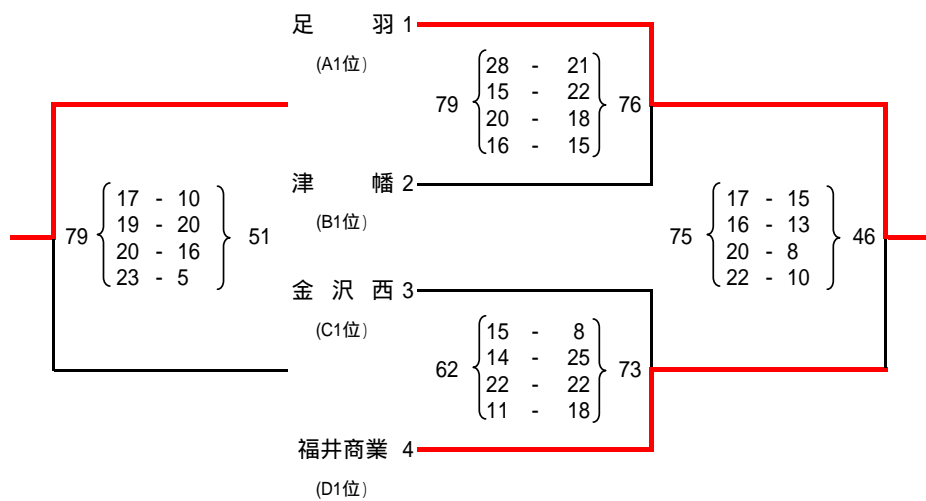 足 羽 1
(A1位)
79
28 - 21
15 - 22
20 - 18
16 - 15
76
津 幡 2
(B1位)
79
17 - 10
19 - 20
20 - 16
23 - 5
51
75
17 - 15
16 - 13
20 - 8
22 - 10
46
金 沢 西 3
(C1位)
62
15 - 8
14 - 25
22 - 22
11 - 18
73
福井商業 4
(D1位)